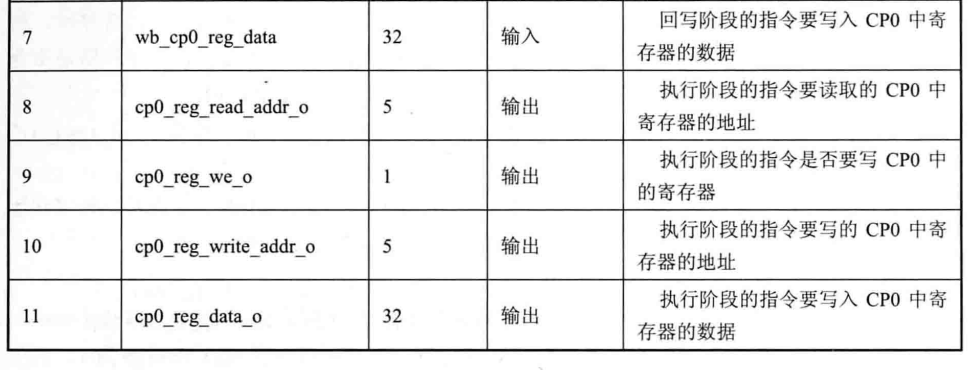 7 wb_cp0_reg_data 32 输入 回写阶段的指令要写入 CP0 中寄
存器的数据
8 cp0_reg_read_addr_o 5 输出 执行阶段的指令要读取的 CP0 中
寄存器的地址
9 cp0_reg_we_o 1 输出 执行阶段的指令是否要写 CP0 中
的寄存器
10 cp0_reg_write_addr_o 5 输出 执行阶段的指令要写的 CP0 中寄
存器的地址
11 cp0_reg_data_o 32 输出 执行阶段的指令要写入 CP0 中寄
存器的数据